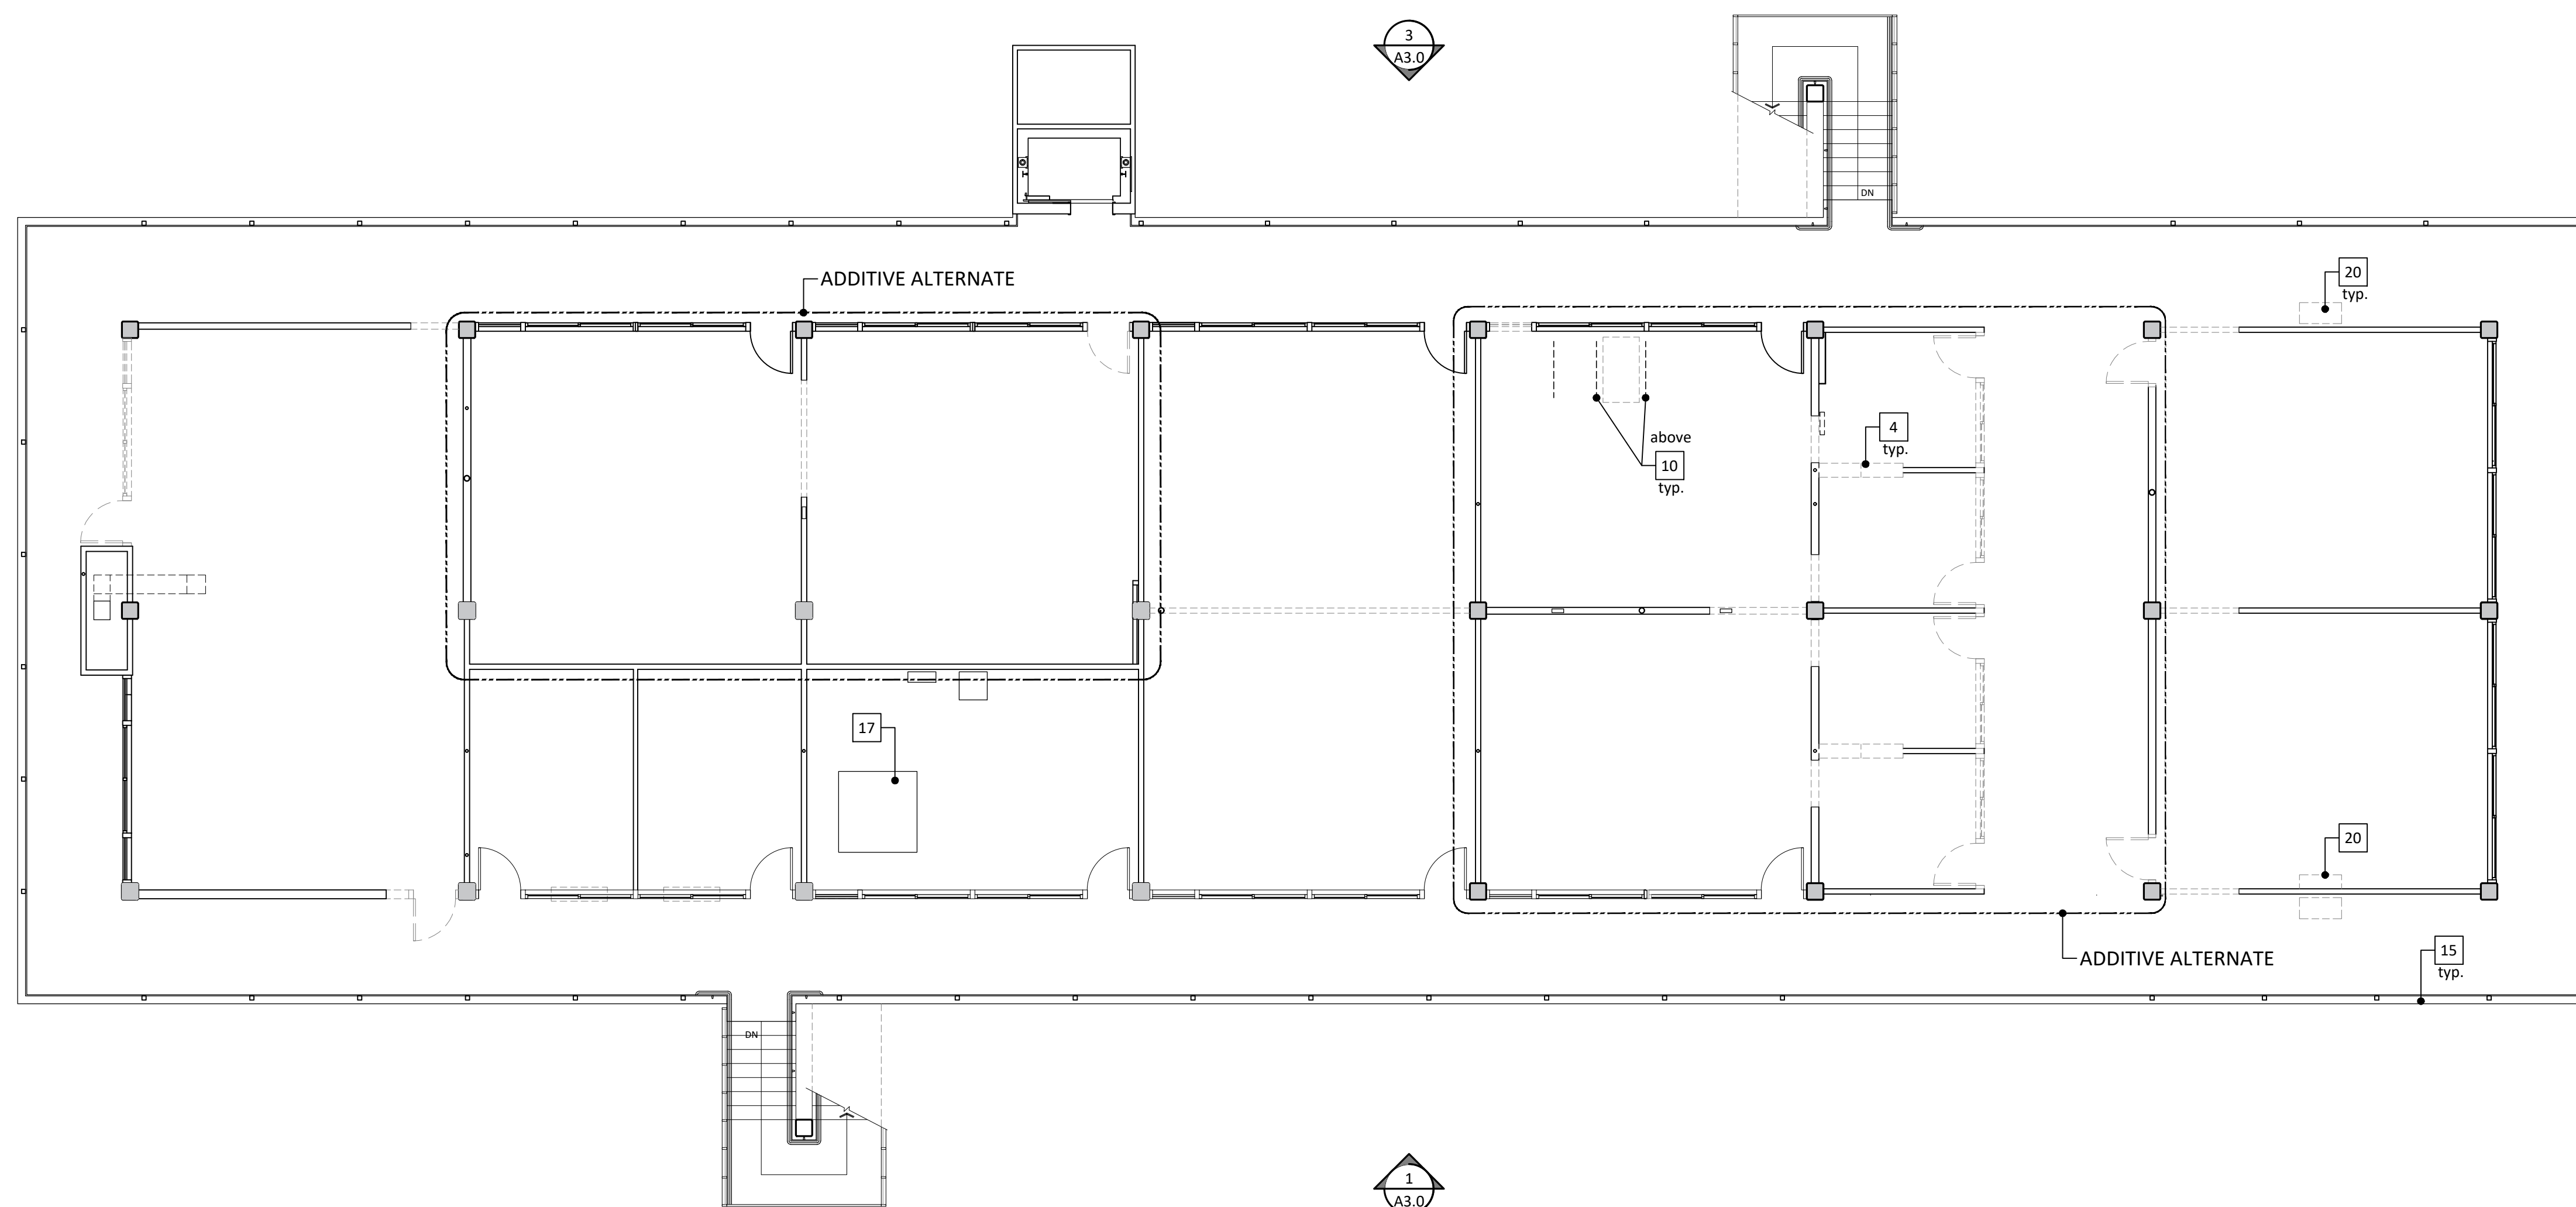 3
A3.0
DN
ADDITIVE ALTERNATE
20
typ.
4
typ.
above
10
typ.
17
20
ADDITIVE ALTERNATE
15
typ.
DN
1
A3.0